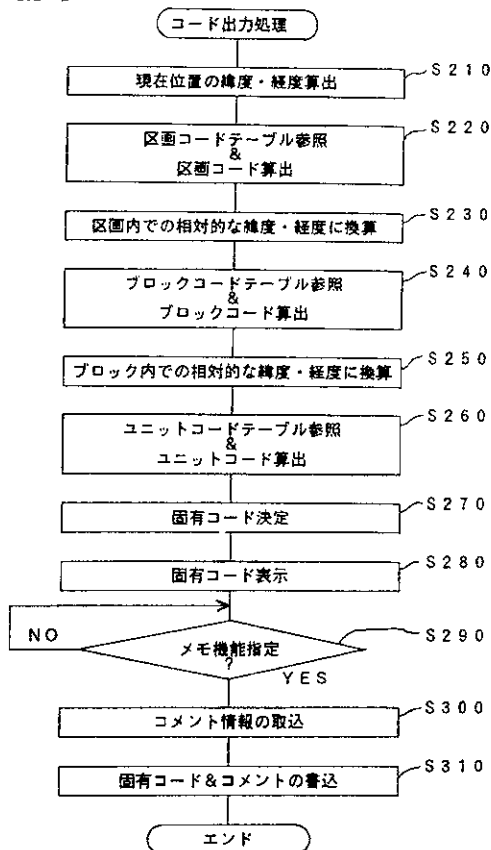 コード出力処理
現在位置の緯度・経度算出
S210
区画コードテーブル参照
&
区画コード算出
S220
区画内での相対的な緯度・経度に換算
S230
ブロックコードテーブル参照
&
ブロックコード算出
S240
ブロック内での相対的な緯度・経度に換算
S250
ユニットコードテーブル参照
&
ユニットコード算出
S260
固有コード決定
S270
固有コード表示
S280
メモ機能指定
?
S290
NO
YES
コメント情報の取込
S300
固有コード&コメントの書込
S310
エンド